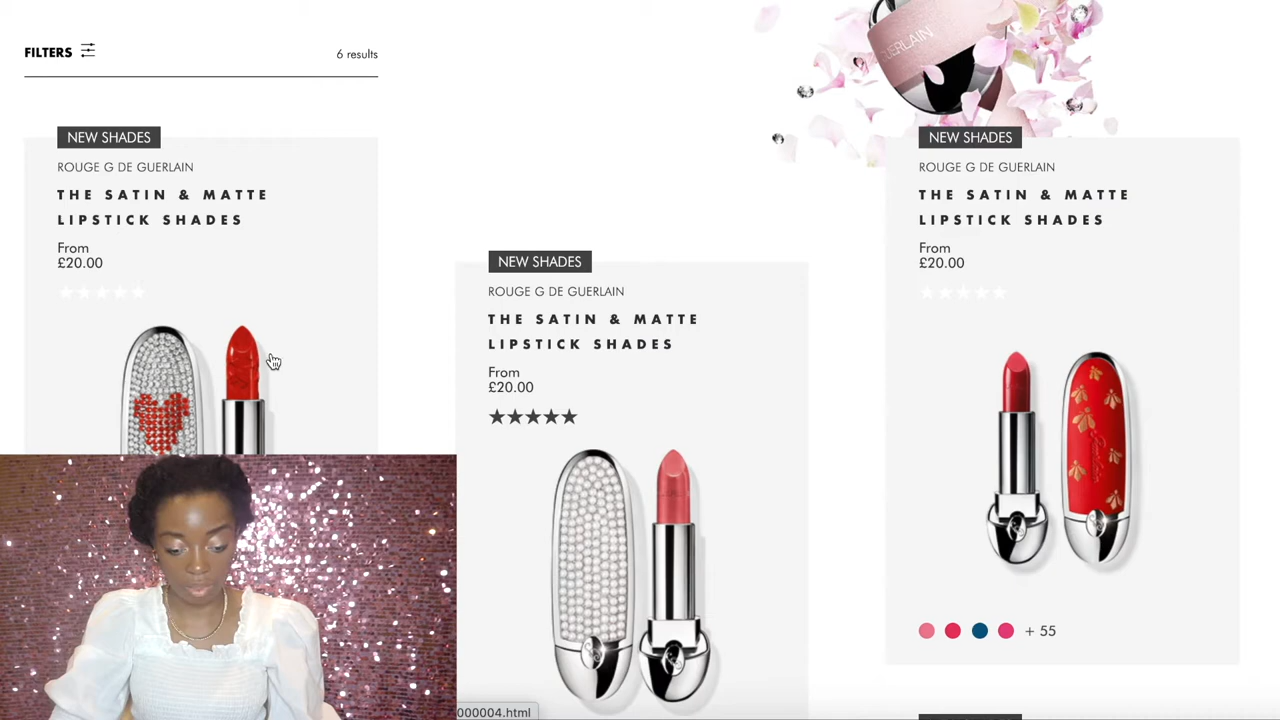 FILTERS
6 results
GUERLAIN
NEW SHADES
ROUGE G DE GUERLAIN
THE SATIN & MATTE
LIPSTICK SHADES
From
£20.00
NEW SHADES
ROUGE G DE GUERLAIN
THE SATIN & MATTE
LIPSTICK SHADES
From
£20.00
NEW SHADES
ROUGE G DE GUERLAIN
THE SATIN & MATTE
LIPSTICK SHADES
From
£20.00
+ 55
000004.html